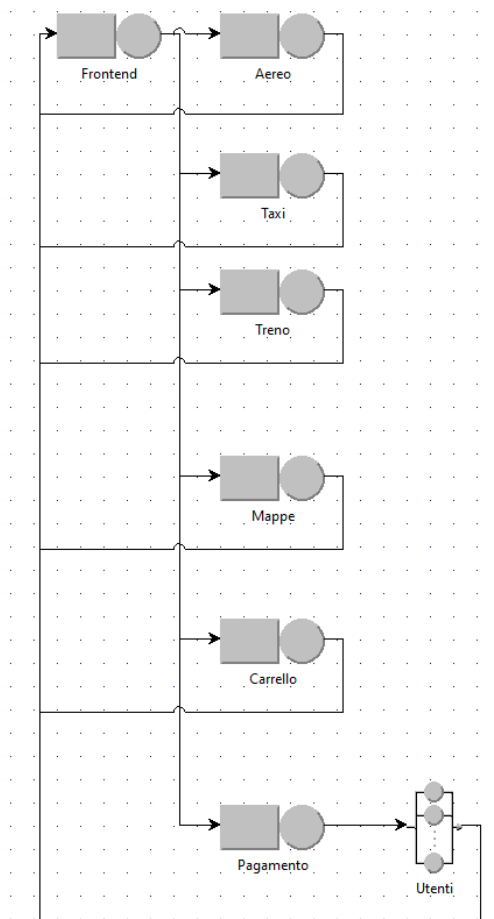 Frontend
Aereo
Taxi
Treno
Mappe
Carrello
Pagamento
Utenti